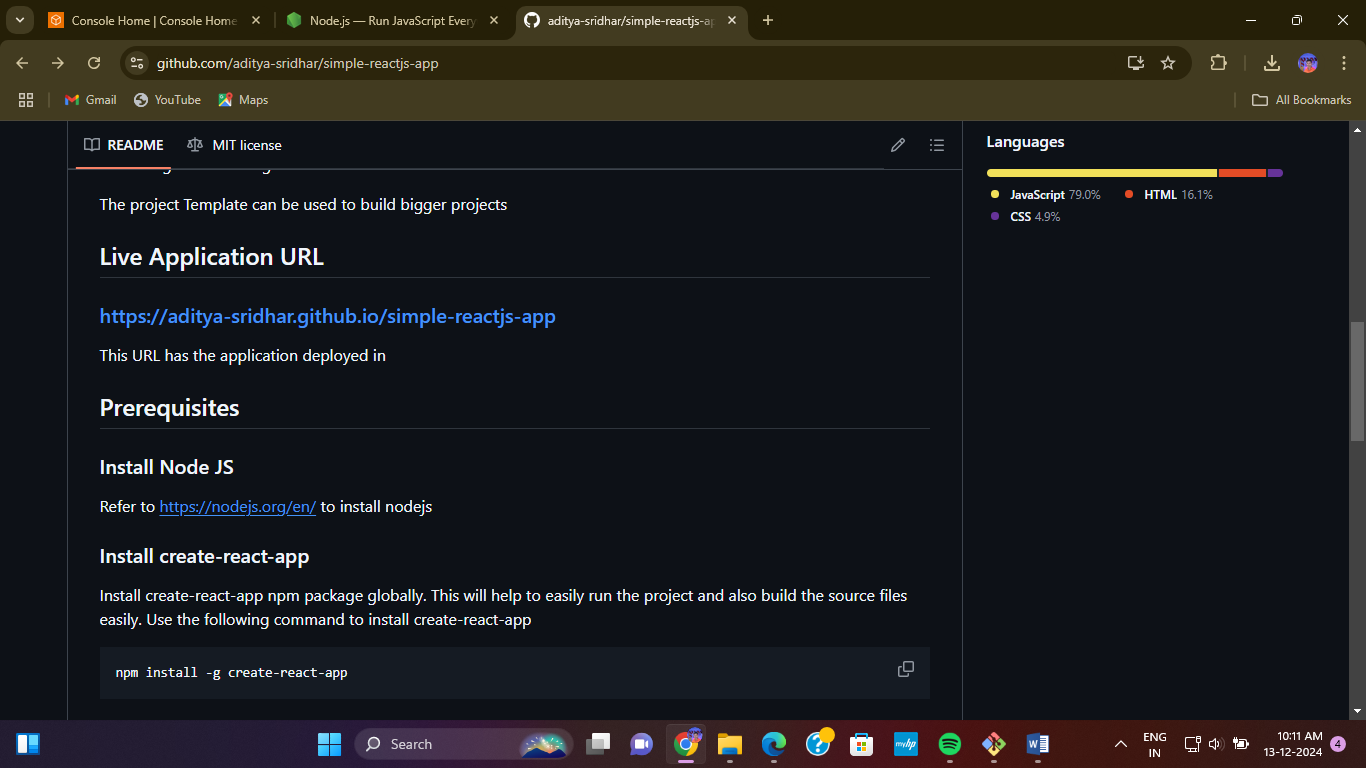 Console Home | Console Home
Node.js — Run JavaScript Every
aditya-sridhar/simple-reactjs-ap
github.com/aditya-sridhar/simple-reactjs-app
Gmail
YouTube
Maps
All Bookmarks
README
MIT license
The project Template can be used to build bigger projects
Live Application URL
https://aditya-sridhar.github.io/simple-reactjs-app
This URL has the application deployed in
Prerequisites
Install Node JS
Refer to https://nodejs.org/en/ to install nodejs
Install create-react-app
Install create-react-app npm package globally. This will help to easily run the project and also build the source files
easily. Use the following command to install create-react-app
npm install -g create-react-app
Languages
JavaScript 79.0%
HTML 16.1%
CSS 4.9%
Search
myhp
ENG
IN
10:11 AM
13-12-2024
4